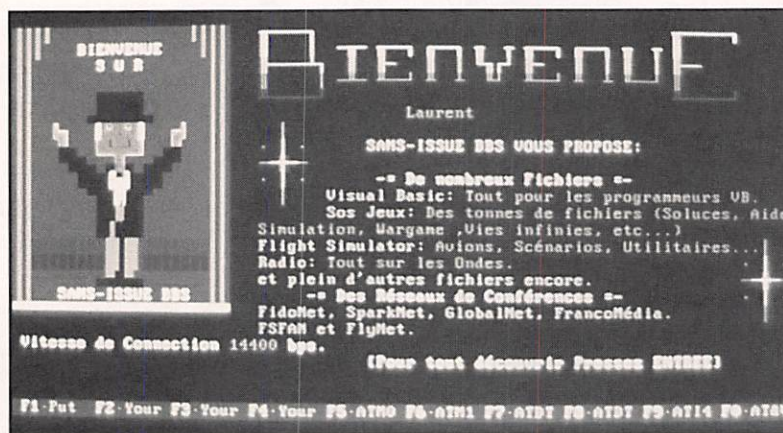 BIENVENUE
SUR
BIENVENUE
Laurent
SANS-ISSUE BBS VOUS PROPOSE:
-= De nombreux Fichiers =-
Visual Basic: Tout pour les programmeurs VB.
Sos Jeux: Des tonnes de fichiers (Soluces, Aid
Simulation, Wargame ,Vies infinies, etc...)
Flight Simulator: Avions, Scénarios, Utilitaires...
Radio: Tout sur les Ondes.
et plein d'autres fichiers encore.
-= Des Réseaux de Conférences =-
FidoNet, SparkNet, GlobalNet, FrancoMédia.
FSFAN et FlyNet.
SANS-ISSUE BBS
Vitesse de Connection 14400 bps.
[Pour tout découvrir Pressez ENTREE]
F1-Put F2-Your F3-Your F4-Your F5-ATM0 F6-ATM1 F7-ATDT F8-ATDT F9-ATI4 F0-AT&